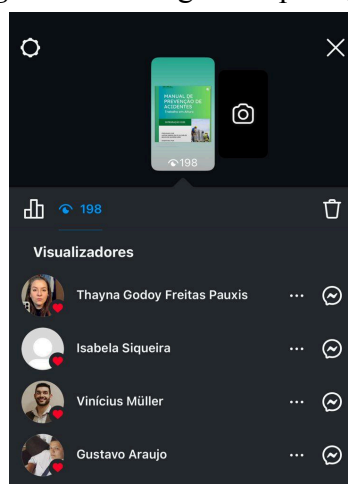 MANUAL DE
PREVENÇÃO DE
ACIDENTES
198
198
Visualizadores
Thayna Godoy Freitas Pauxis
Isabela Siqueira
Vinícius Müller
Gustavo Araujo